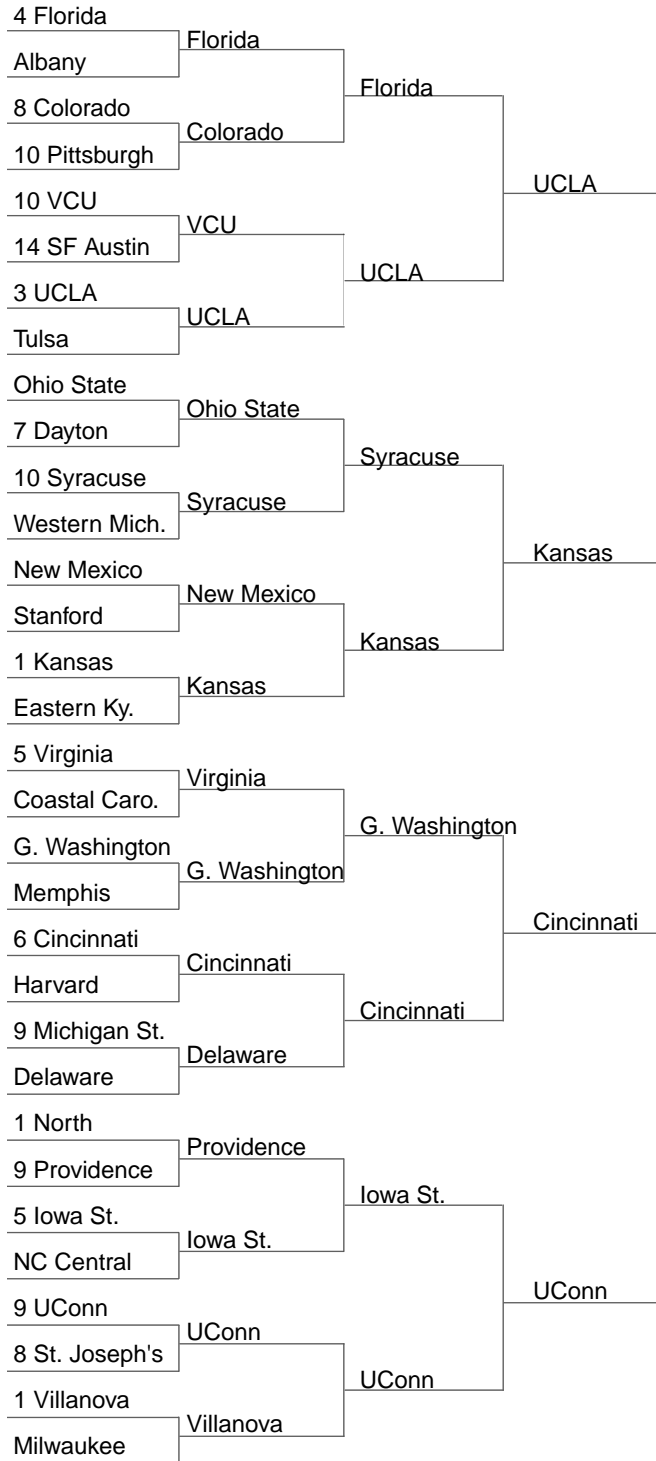 4 Florida
Albany
8 Colorado
10 Pittsburgh
10 VCU
14 SF Austin
3 UCLA
Tulsa
Ohio State
7 Dayton
10 Syracuse
Western Mich.
New Mexico
Stanford
1 Kansas
Eastern Ky.
5 Virginia
Coastal Caro.
G. Washington
Memphis
6 Cincinnati
Harvard
9 Michigan St.
Delaware
1 North
9 Providence
5 Iowa St.
NC Central
9 UConn
8 St. Joseph's
1 Villanova
Milwaukee
Florida
Colorado
VCU
UCLA
Ohio State
Syracuse
New Mexico
Kansas
Virginia
G. Washington
Cincinnati
Delaware
Providence
Iowa St.
UConn
Villanova
Florida
UCLA
Syracuse
Kansas
G. Washington
Cincinnati
Iowa St.
UConn
UCLA
Kansas
Cincinnati
UConn